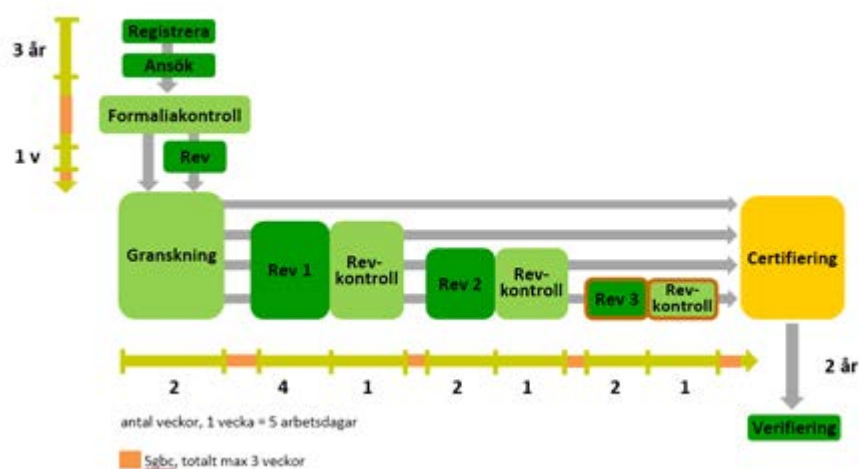 Registrera
3 år
Ansök
Formaliakontroll
1 v
Rev
Granskning
Rev 1
Rev-
kontroll
Rev 2
Rev-
kontroll
Rev 3
Rev-
kontroll
Certifiering
2
4
1
2
1
2
1
2 år
antal veckor, 1 vecka = 5 arbetsdagar
Verifiering
Sgbc, totalt max 3 veckor